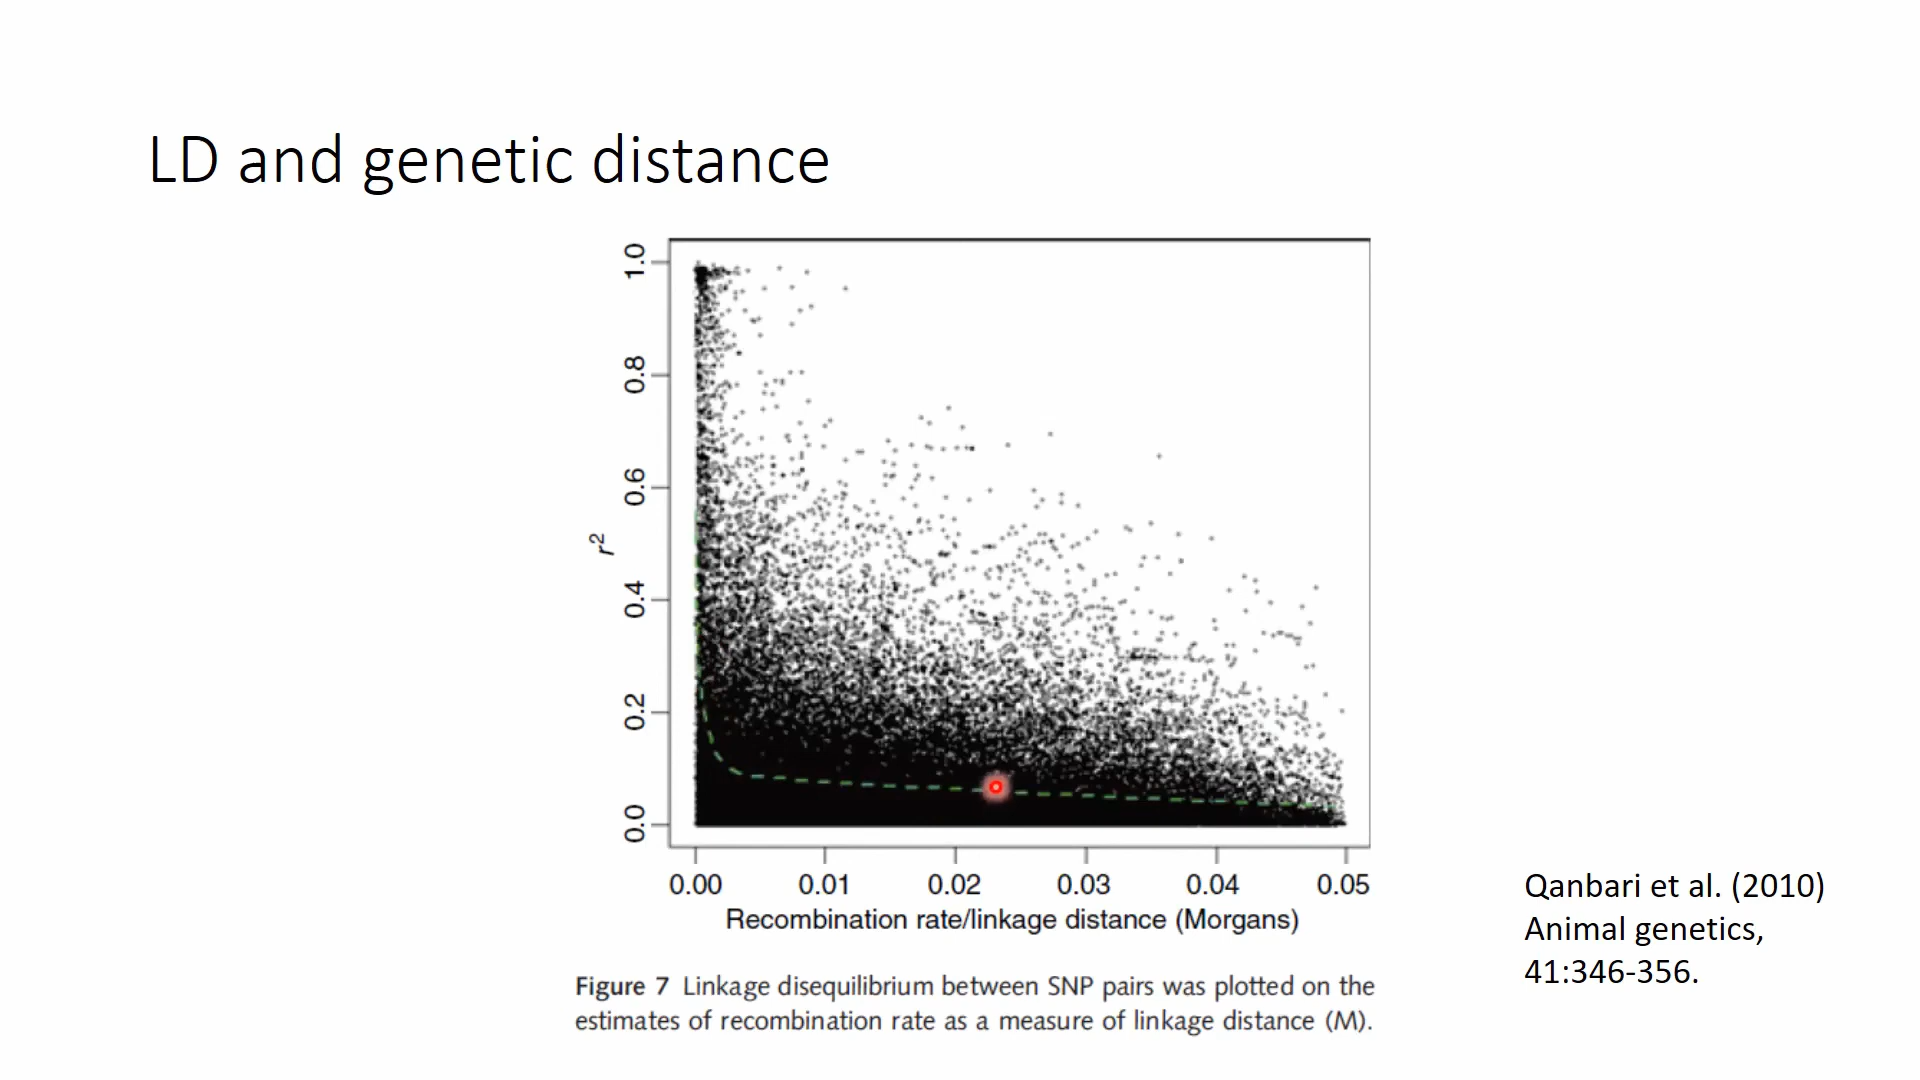 LD and genetic distance
1.0
0.8
0.6
0.4
0.2
0.0
r²
0.00 0.01 0.02 0.03 0.04 0.05
Recombination rate/linkage distance (Morgans)
Figure 7 Linkage disequilibrium between SNP pairs was plotted on the
estimates of recombination rate as a measure of linkage distance (M).
Qanbari et al. (2010)
Animal genetics,
41:346-356.